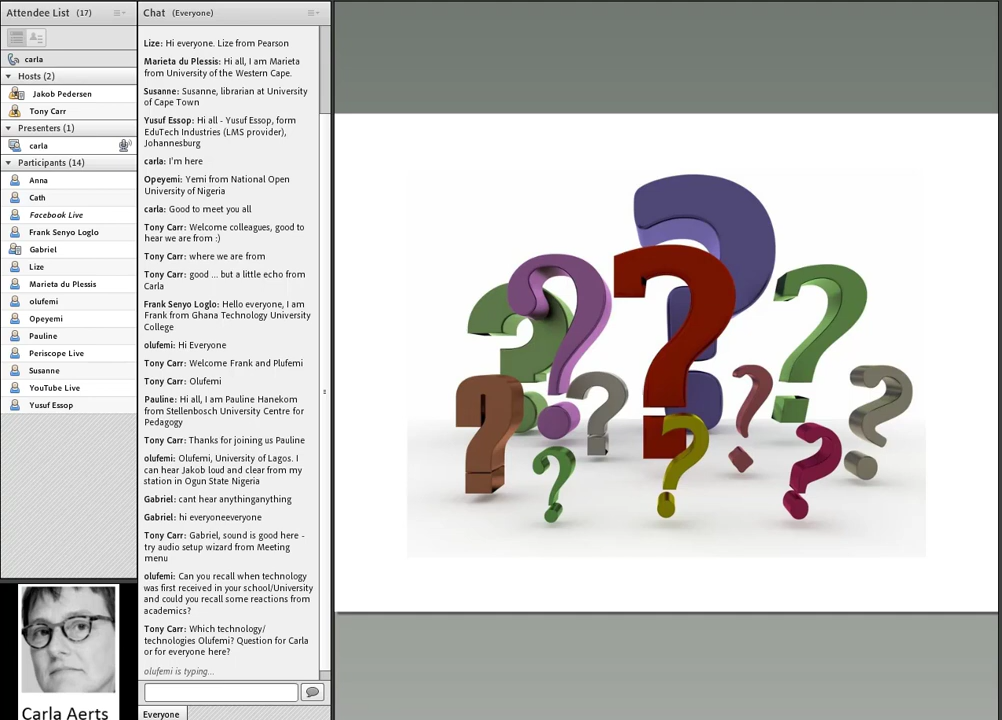 Attendee List (17)
carla
Hosts (2)
Jakob Pedersen
Tony Carr
Presenters (1)
carla
Participants (14)
Anna
Cath
Facebook Live
Frank Senyo Loglo
Gabriel
Lize
Marieta du Plessis
olufemi
Opeyemi
Pauline
Periscope Live
Susanne
YouTube Live
Yusuf Essop
Carla Aerts
Chat (Everyone)
Lize: Hi everyone. Lize from Pearson
Marieta du Plessis: Hi all, I am Marieta
from University of the Western Cape.
Susanne: Susanne, librarian at University
of Cape Town
Yusuf Essop: Hi all - Yusuf Essop, form
EduTech Industries (LMS provider),
Johannesburg
carla: I'm here
Opeyemi: Yemi from National Open
University of Nigeria
carla: Good to meet you all
Tony Carr: Welcome colleagues, good to
hear we are from :)
Tony Carr: where we are from
Tony Carr: good ... but a little echo from
Carla
Frank Senyo Loglo: Hello everyone, I am
Frank from Ghana Technology University
College
olufemi: Hi Everyone
Tony Carr: Welcome Frank and Plufemi
Tony Carr: Olufemi
Pauline: Hi all, I am Pauline Hanekom
from Stellenbosch University Centre for
Pedagogy
Tony Carr: Thanks for joining us Pauline
olufemi: Olufemi, University of Lagos. I
can hear Jakob loud and clear from my
station in Ogun State Nigeria
Gabriel: cant hear anythinganything
Gabriel: hi everyoneeveryone
Tony Carr: Gabriel, sound is good here -
try audio setup wizard from Meeting
menu
olufemi: Can you recall when technology
was first received in your school/University
and could you recall some reactions from
academics?
Tony Carr: Which technology/
technologies Olufemi? Question for Carla
or for everyone here?
olufemi is typing...
Everyone